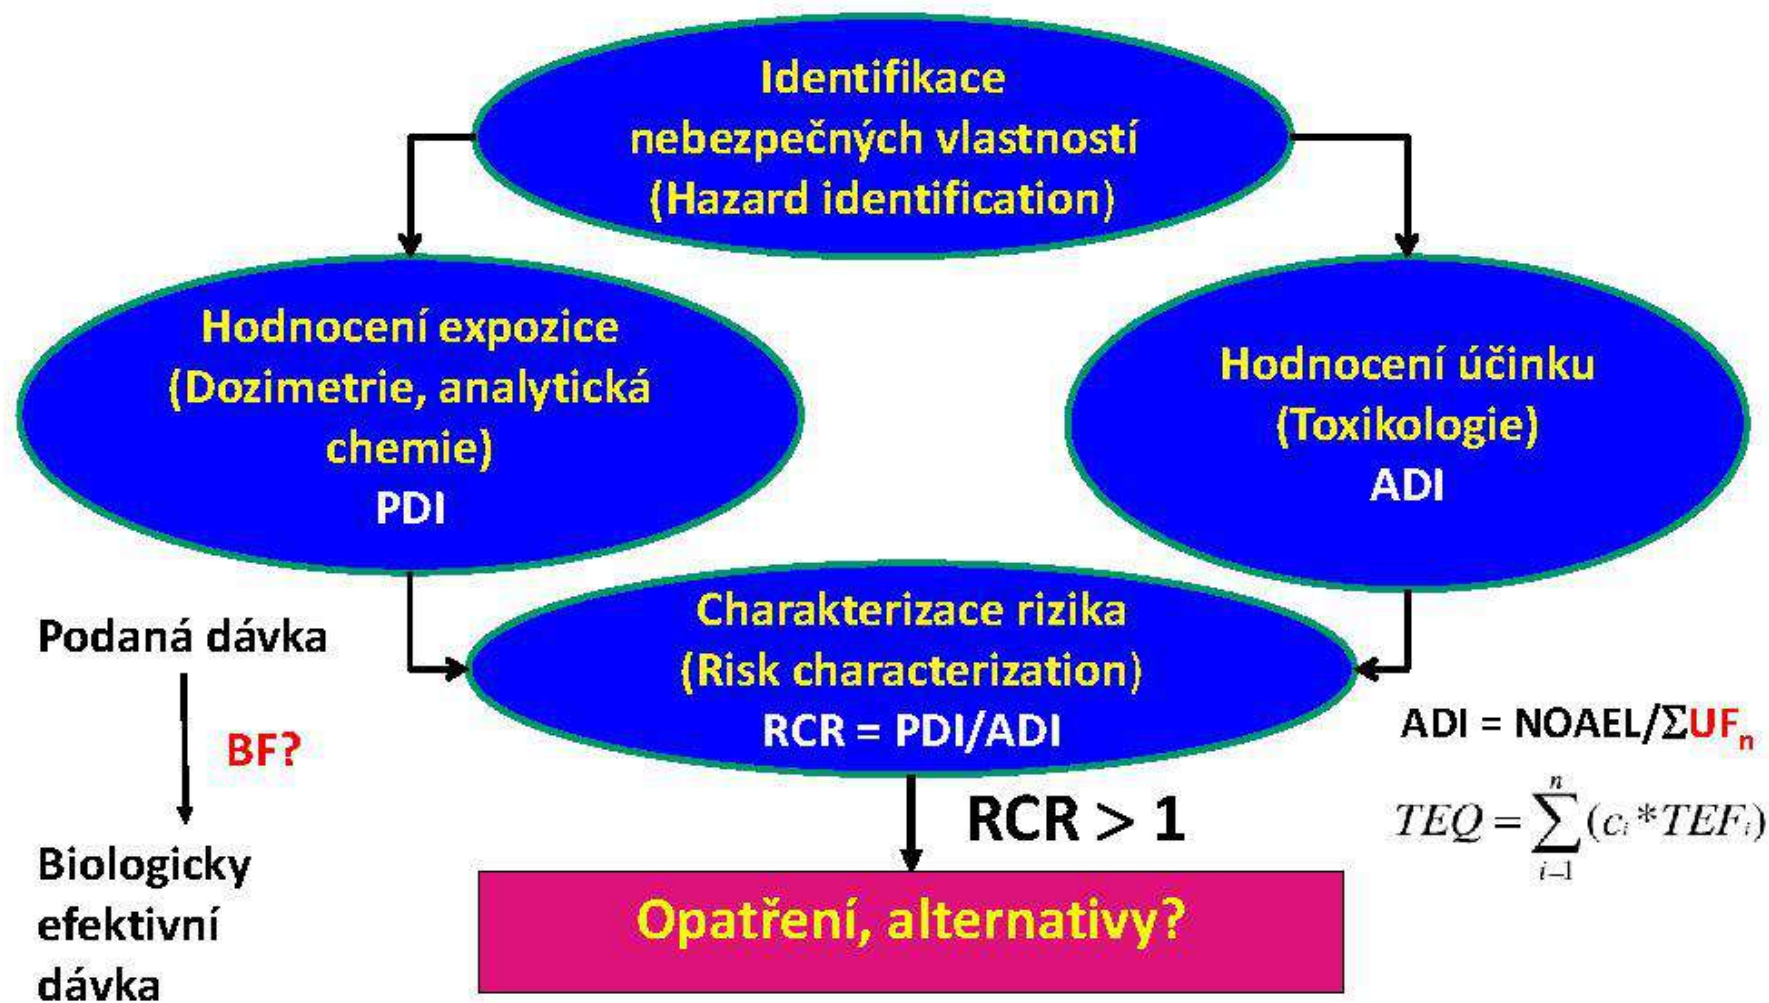 Identifikace
nebezpečných vlastností
(Hazard identification)
Hodnocení expozice
(Dozimetrie, analytická
chemie)
PDI
Hodnocení účinku
(Toxikologie)
ADI
Charakterizace rizika
(Risk characterization)
RCR = PDI/ADI
Podaná dávka
BF?
Biologicky
efektivní
dávka
RCR > 1
Opatření, alternativy?
ADI = NOAEL/ΣUFₙ
TEQ = ∑ⁿᵢ₋₁(cᵢ*TEFᵢ)